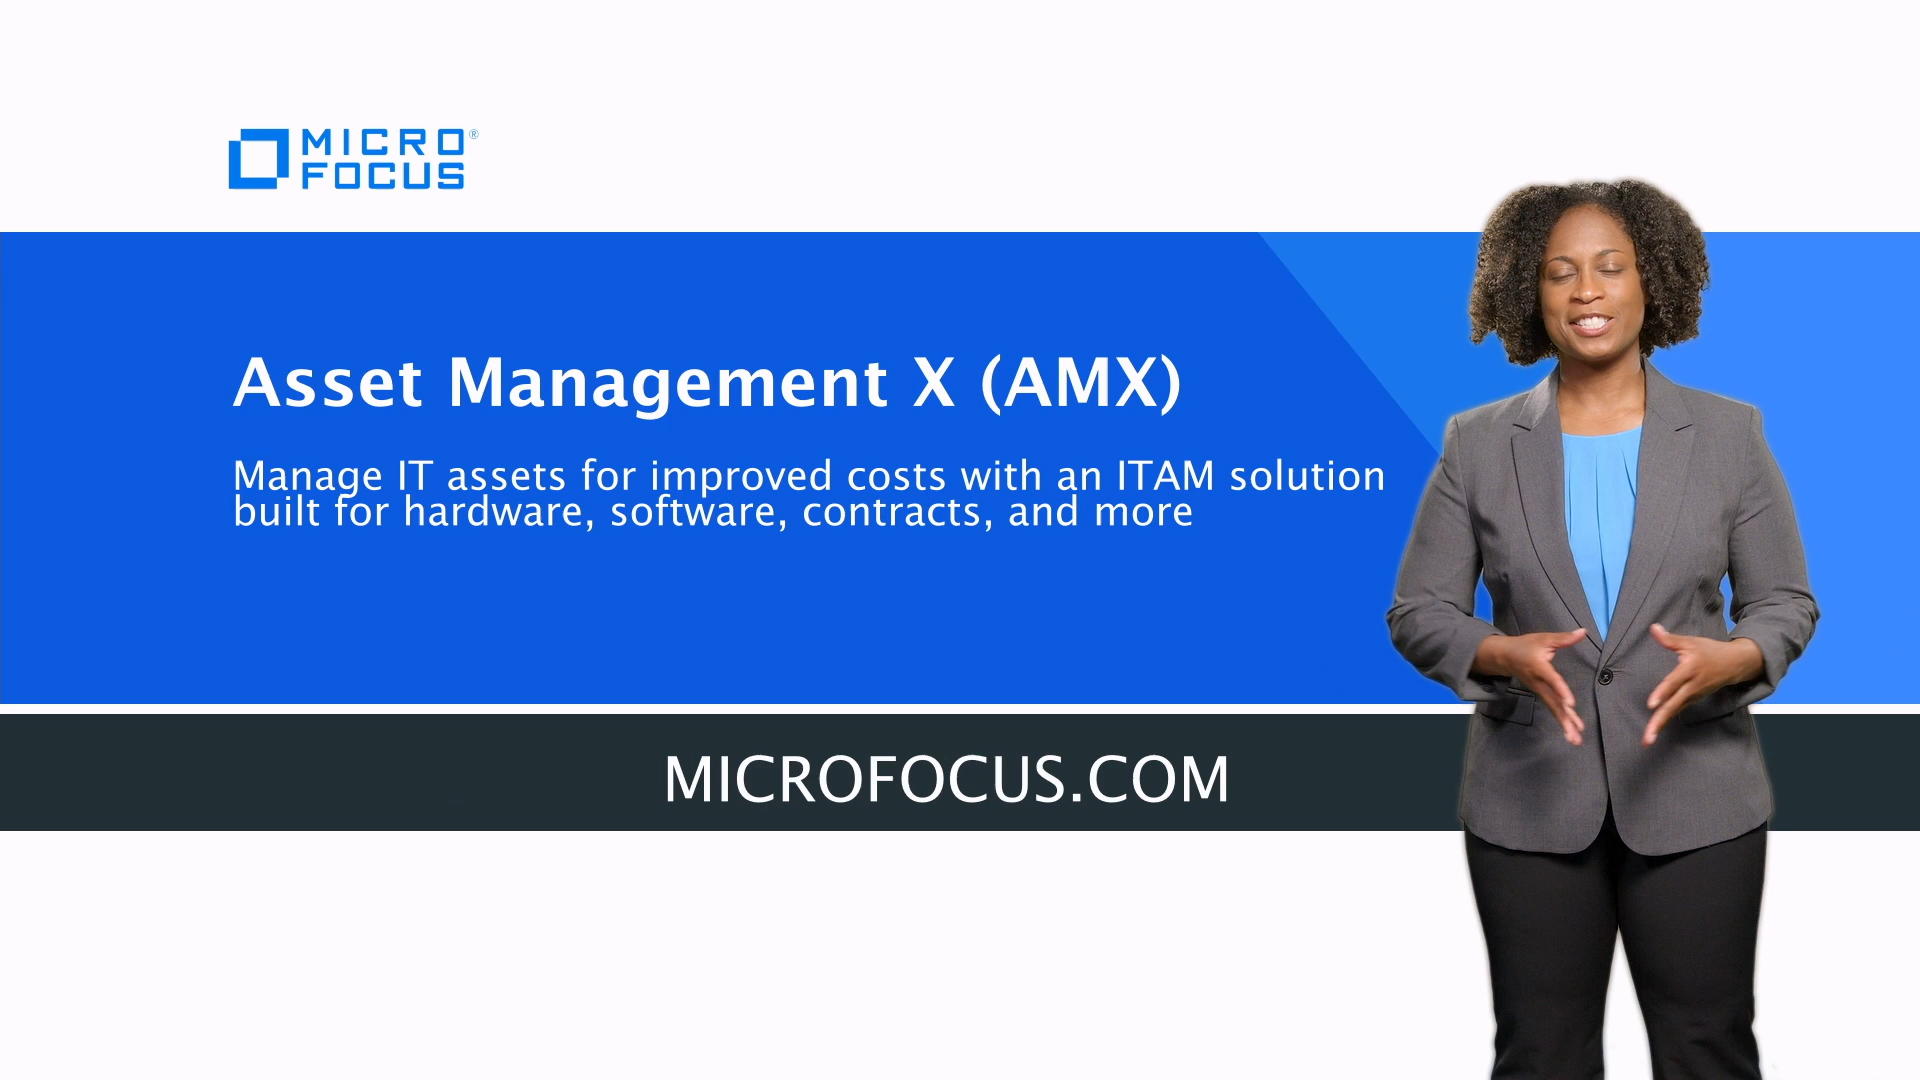 MICRO®
FOCUS
Asset Management X (AMX)
Manage IT assets for improved costs with an ITAM solution
built for hardware, software, contracts, and more
MICROFOCUS.COM